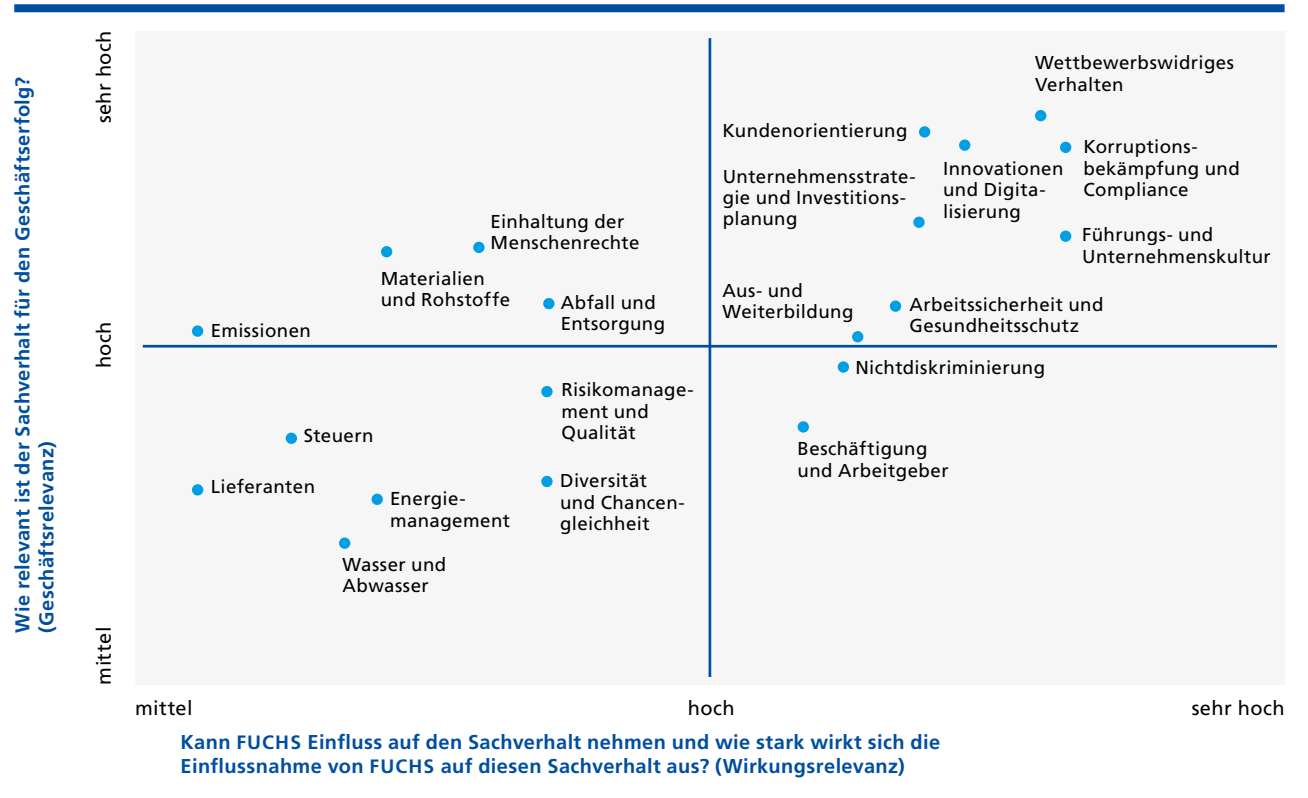 Wie relevant ist der Sachverhalt für den Geschäftserfolg?
(Geschäftsrelevanz)
sehr hoch
hoch
mittel
Wettbewerbswidriges
Verhalten
Kundenorientierung
Innovationen
und Digita-
lisierung
Korruptions-
bekämpfung und
Compliance
Unternehmensstrate-
gie und Investitions-
planung
Führungs- und
Unternehmenskultur
Einhaltung der
Menschenrechte
Materialien
und Rohstoffe
Abfall und
Entsorgung
Emissionen
Aus- und
Weiterbildung
Arbeitssicherheit und
Gesundheitsschutz
Nichtdiskriminierung
Risikomanage-
ment und
Qualität
Beschäftigung
und Arbeitgeber
Steuern
Lieferanten
Energie-
management
Diversität
und Chancen-
gleichheit
Wasser und
Abwasser
mittel
hoch
sehr hoch
Kann FUCHS Einfluss auf den Sachverhalt nehmen und wie stark wirkt sich die
Einflussnahme von FUCHS auf diesen Sachverhalt aus? (Wirkungsrelevanz)